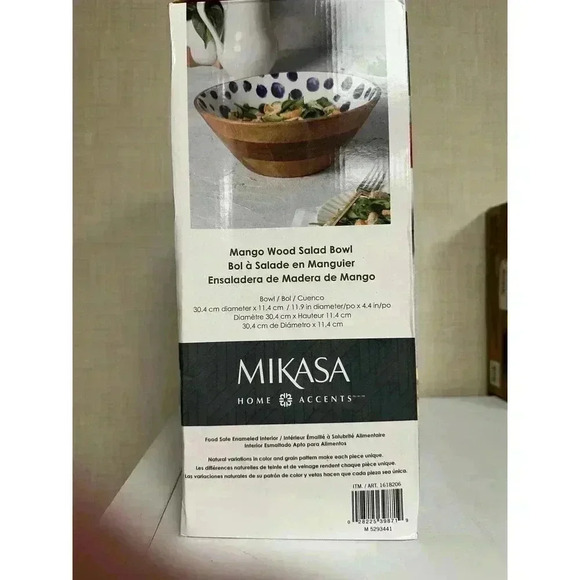 Mango Wood Salad Bowl
Bol à Salade en Manguier
Ensaladera de Madera de Mango
Bowl / Bol / Cuenco
30.4 cm diameter x 11.4 cm / 11.9 in diameter/po x 4.4 in/po
Diamètre 30,4 cm x Hauteur 11.4 cm
30,4 cm de Diámetro x 11,4 cm
MIKASA
HOME ACCENTS
Food Safe Enameled Interior / Intérieur Émaillé à Salubrité Alimentaire
Interior Esmaltado Apto para Alimentos
Natural variations in color and grain pattern make each piece unique.
Les différences naturelles de teinte et de veinage rendent chaque pièce unique.
Las variaciones naturales de su patrón de color y vetas hacen que cada pieza sea única.
ITM. / ART. 1618206
0 28225 39871 9
M 5293441